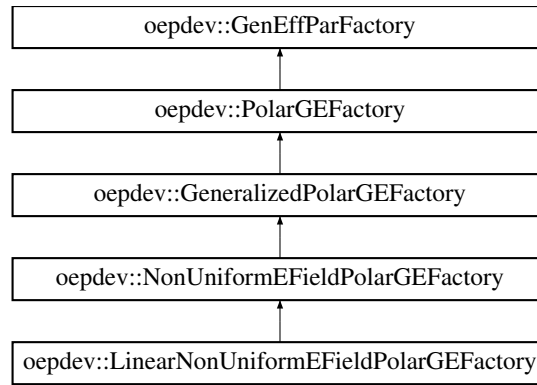 oepdev::GenEffParFactory
oepdev::PolarGEFactory
oepdev::GeneralizedPolarGEFactory
oepdev::NonUniformEFieldPolarGEFactory
oepdev::LinearNonUniformEFieldPolarGEFactory